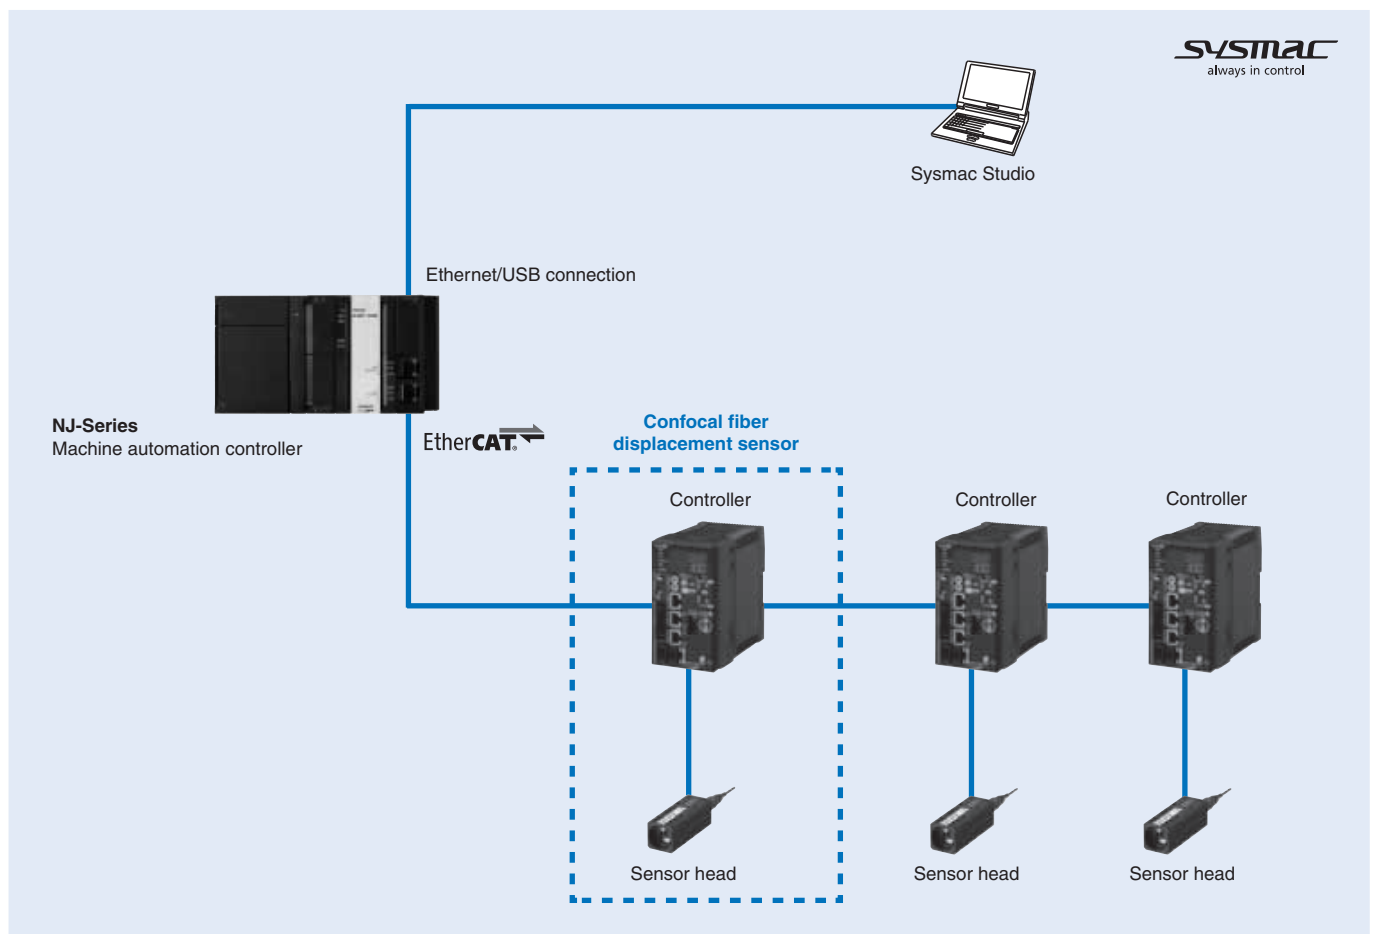 sysmac
always in control
Sysmac Studio
Ethernet/USB connection
NJ-Series
Machine automation controller
EtherCAT®
Confocal fiber
displacement sensor
Controller
Controller
Controller
Sensor head
Sensor head
Sensor head